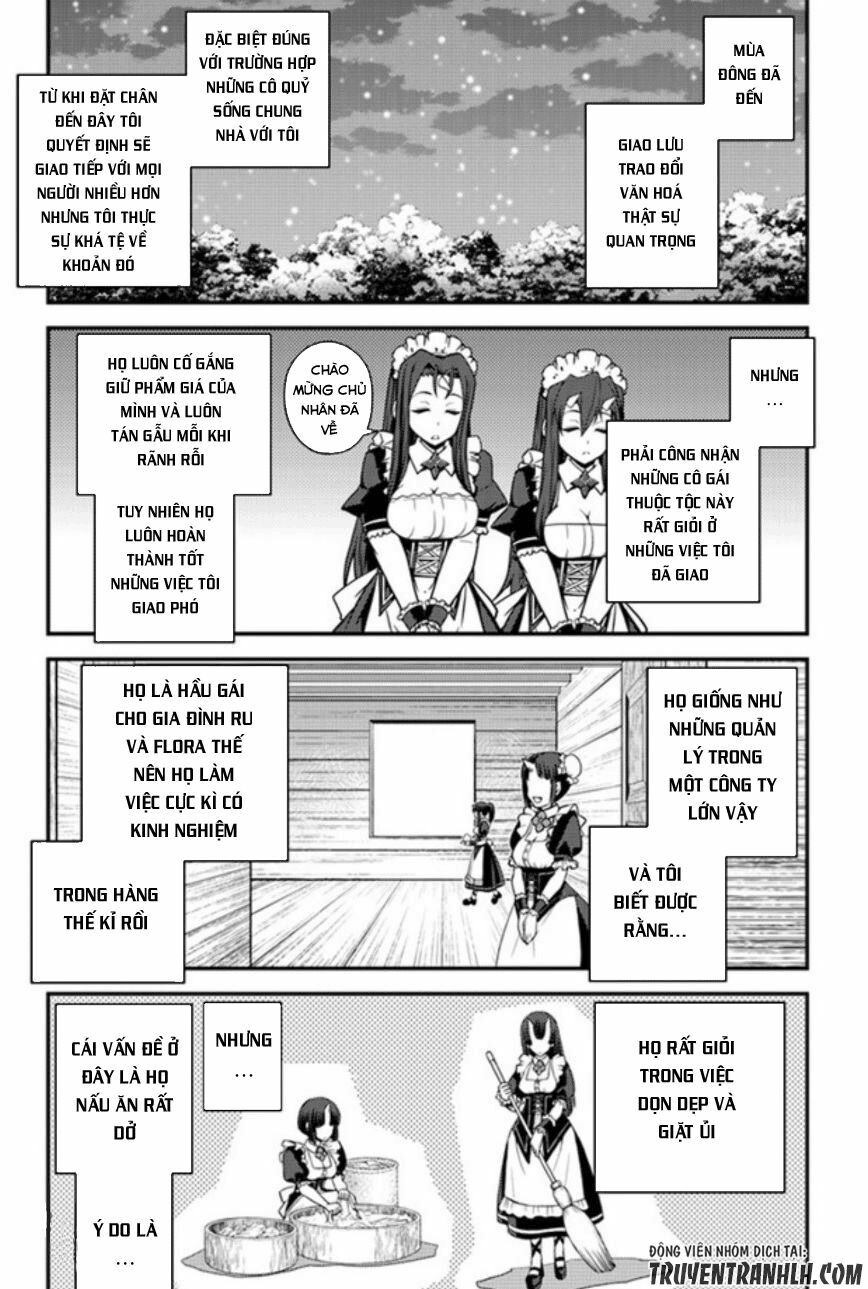 MÙA
ĐÔNG ĐÃ
ĐẾN
GIAO LƯU
TRAO ĐỔI
VĂN HOÁ
THẬT SỰ
QUAN TRỌNG
ĐẶC BIỆT ĐÚNG
VỚI TRƯỜNG HỢP
NHỮNG CÔ QUỶ
SỐNG CHUNG
NHÀ VỚI TÔI
TỪ KHI ĐẶT CHÂN
ĐẾN ĐÂY TÔI
QUYẾT ĐỊNH SẼ
GIAO TIẾP VỚI MỌI
NGƯỜI NHIỀU HƠN
NHƯNG TÔI THỰC
SỰ KHÁ TỆ VỀ
KHOẢN ĐÓ
NHƯNG
...
PHẢI CÔNG NHẬN
NHỮNG CÔ GÁI
THUỘC TỘC NÀY
RẤT GIỎI Ở
NHỮNG VIỆC TÔI
ĐÃ GIAO
CHÀO
MỪNG CHỦ
NHÂN ĐÃ
VỀ
HỌ LUÔN CỐ GẮNG
GIỮ PHẨM GIÁ CỦA
MÌNH VÀ LUÔN
TÁN GẪU MỖI KHI
RÃNH RỖI
TUY NHIÊN HỌ
LUÔN HOÀN
THÀNH TỐT
NHỮNG VIỆC TÔI
GIAO PHÓ
HỌ GIỐNG NHƯ
NHỮNG QUẢN
LÝ TRONG
MỘT CÔNG TY
LỚN VẬY
VÀ TÔI
BIẾT ĐƯỢC
RẰNG...
HỌ LÀ HẦU GÁI
CHO GIA ĐÌNH RU
VÀ FLORA THẾ
NÊN HỌ LÀM
VIỆC CỰC KÌ CÓ
KINH NGHIỆM
TRONG HÀNG
THẾ KỈ RỒI
HỌ RẤT GIỎI
TRONG VIỆC
DỌN DẸP VÀ
GIẶT ỦI
NHƯNG
...
CÁI VẤN ĐỀ Ở
ĐÂY LÀ HỌ
NẤU ĂN RẤT
DỞ
Ý DO LÀ
...
ĐỘNG VIÊN NHÓM DỊCH TẠI:
TRUYENTRANHLH.COM